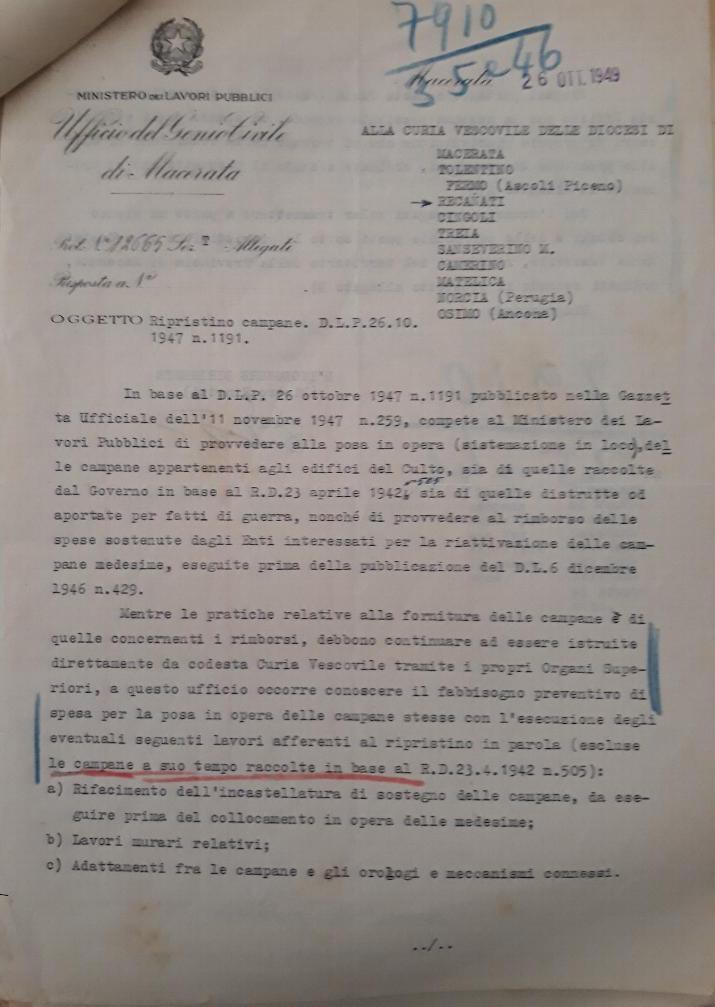 7910
35e46
MINISTERO DEI LAVORI PUBBLICI
Macerata 26 OTT. 1949
Ufficio del Genio Civile
di Macerata
ALLA CURIA VESCOVILE DELLE DIOCESI DI
MACERATA
TOLENTINO
FERMO (Ascoli Piceno)
→ RECANATI
CINGOLI
TREIA
SANSEVERINO M.
CAMERINO
MATELICA
NORCIA (Perugia)
OSIMO (Ancona)
Prot. N° 12665 Sez. Allegati
Risposta a N°
OGGETTO Ripristino campane. D.L.P.26.10.
1947 n.1191.
In base al D.L.P. 26 ottobre 1947 n.1191 pubblicato nella Gazzet
ta Ufficiale dell'11 novembre 1947 n.259, compete al Ministero dei La-
vori Pubblici di provvedere alla posa in opera (sistemazione in loco),del
le campane appartenenti agli edifici del Culto, sia di quelle raccolte
dal Governo in base al R.D.23 aprile 1942, n°505 sia di quelle distrutte od
aportate per fatti di guerra, nonché di provvedere al rimborso delle
spese sostenute dagli Enti interessati per la riattivazione delle cam-
pane medesime, eseguite prima della pubblicazione del D.L.6 dicembre
1946 n.429.
Mentre le pratiche relative alla fornitura delle campane e di
quelle concernenti i rimborsi, debbono continuare ad essere istruite
direttamente da codesta Curia Vescovile tramite i propri Organi Supe-
riori, a questo ufficio occorre conoscere il fabbisogno preventivo di
spesa per la posa in opera delle campane stesse con l'esecuzione degli
eventuali seguenti lavori afferenti al ripristino in parola (escluse
le campane a suo tempo raccolte in base al R.D.23.4.1942 n.505):
a) Rifacimento dell'incastellatura di sostegno delle campane, da ese-
guire prima del collocamento in opera delle medesime;
b) Lavori murari relativi;
c) Adattamenti fra le campane e gli orologi e meccanismi connessi.
../..